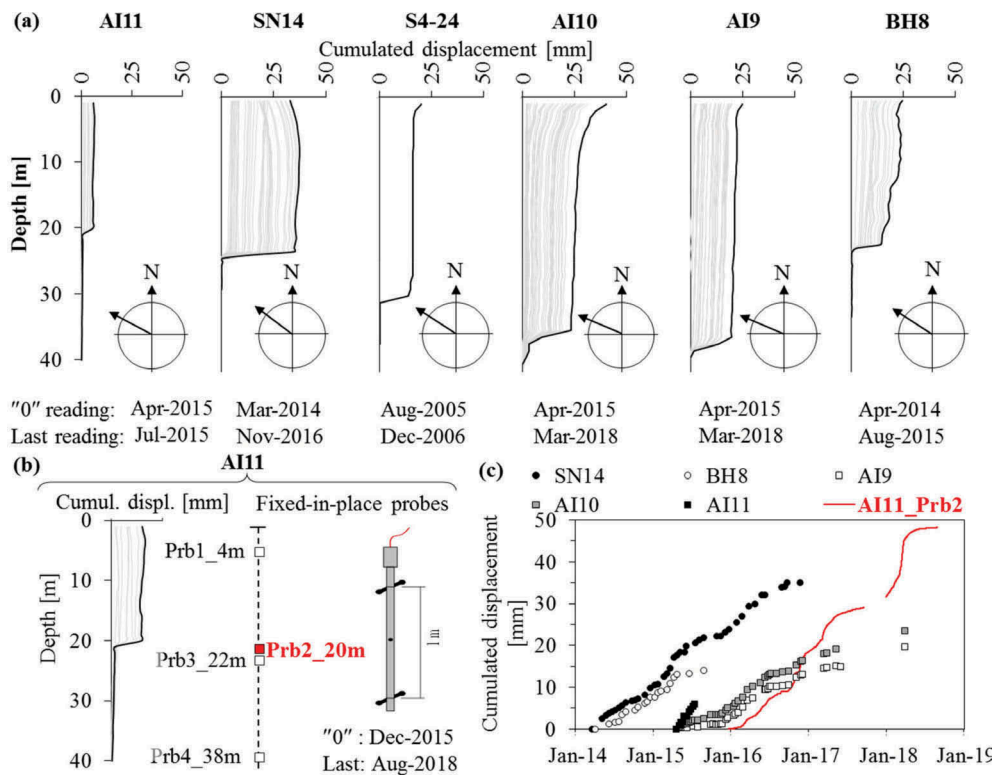 (a) AI11 SN14 S4-24 AI10 AI9 BH8
Cumulated displacement [mm]
0 25 50 0 25 50 0 25 50 0 25 50 0 25 50 0 25 50
Depth [m]
0
10
20
30
40
N N N N N N
"0" reading: Apr-2015 Mar-2014 Aug-2005 Apr-2015 Apr-2015 Apr-2014
Last reading: Jul-2015 Nov-2016 Dec-2006 Mar-2018 Mar-2018 Aug-2015
(b) AI11
Cumul. displ. [mm] Fixed-in-place probes
0 25 50
Depth [m]
0
10
20
30
40
Prb1_4m
Prb2_20m
Prb3_22m
Prb4_38m
1m
"0" : Dec-2015
Last: Aug-2018
(c)
SN14 BH8 AI9
AI10 AI11 AI11_Prb2
Cumulated displacement
[mm]
50
40
30
20
10
0
Jan-14 Jan-15 Jan-16 Jan-17 Jan-18 Jan-19